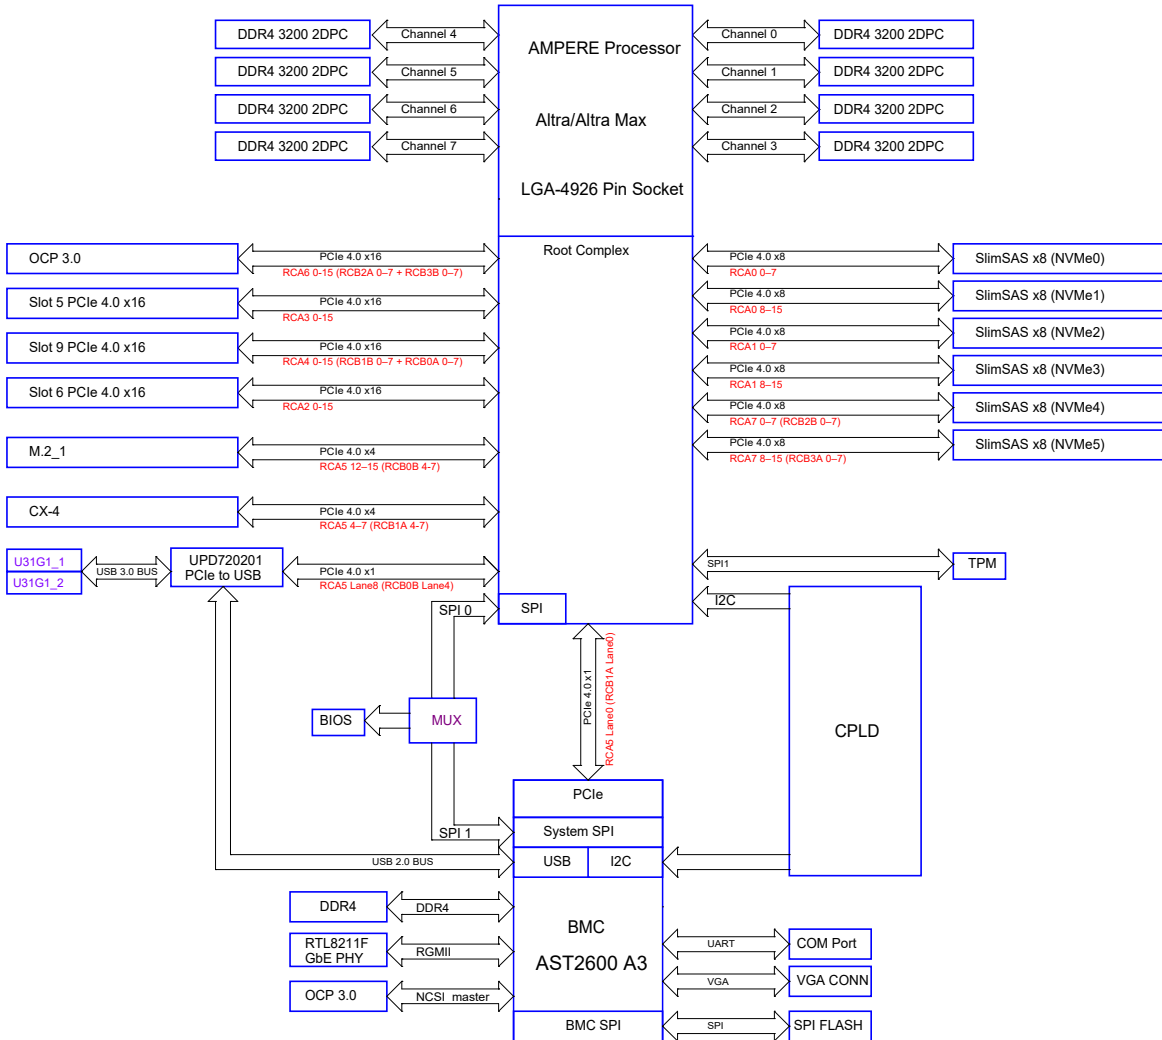 DDR4 3200 2DPC
Channel 4
AMPERE Processor
Channel 0
DDR4 3200 2DPC
DDR4 3200 2DPC
Channel 5
Channel 1
DDR4 3200 2DPC
DDR4 3200 2DPC
Channel 6
Altra/Altra Max
Channel 2
DDR4 3200 2DPC
DDR4 3200 2DPC
Channel 7
Channel 3
DDR4 3200 2DPC
LGA-4926 Pin Socket
Root Complex
OCP 3.0
PCIe 4.0 x16
RCA6 0-15 (RCB2A 0–7 + RCB3B 0–7)
PCIe 4.0 x8
RCA0 0–7
SlimSAS x8 (NVMe0)
Slot 5 PCIe 4.0 x16
PCIe 4.0 x16
RCA3 0-15
PCIe 4.0 x8
RCA0 8–15
SlimSAS x8 (NVMe1)
Slot 9 PCIe 4.0 x16
PCIe 4.0 x16
RCA4 0-15 (RCB1B 0–7 + RCB0A 0–7)
PCIe 4.0 x8
RCA1 0–7
SlimSAS x8 (NVMe2)
PCIe 4.0 x8
RCA1 8–15
SlimSAS x8 (NVMe3)
Slot 6 PCIe 4.0 x16
PCIe 4.0 x16
RCA2 0-15
PCIe 4.0 x8
RCA7 0–7 (RCB2B 0–7)
SlimSAS x8 (NVMe4)
M.2_1
PCIe 4.0 x4
RCA5 12–15 (RCB0B 4-7)
PCIe 4.0 x8
RCA7 8–15 (RCB3A 0–7)
SlimSAS x8 (NVMe5)
CX-4
PCIe 4.0 x4
RCA5 4–7 (RCB1A 4-7)
U31G1_1
U31G1_2
USB 3.0 BUS
UPD720201
PCIe to USB
PCIe 4.0 x1
RCA5 Lane8 (RCB0B Lane4)
SPI1
TPM
SPI 0
SPI
I2C
PCIe 4.0 x1
RCA5 Lane0 (RCB1A Lane0)
BIOS
MUX
CPLD
PCIe
SPI 1
System SPI
USB 2.0 BUS
USB
I2C
DDR4
DDR4
BMC
AST2600 A3
RTL8211F
GbE PHY
RGMII
UART
COM Port
VGA
VGA CONN
OCP 3.0
NCSI_master
BMC SPI
SPI
SPI FLASH